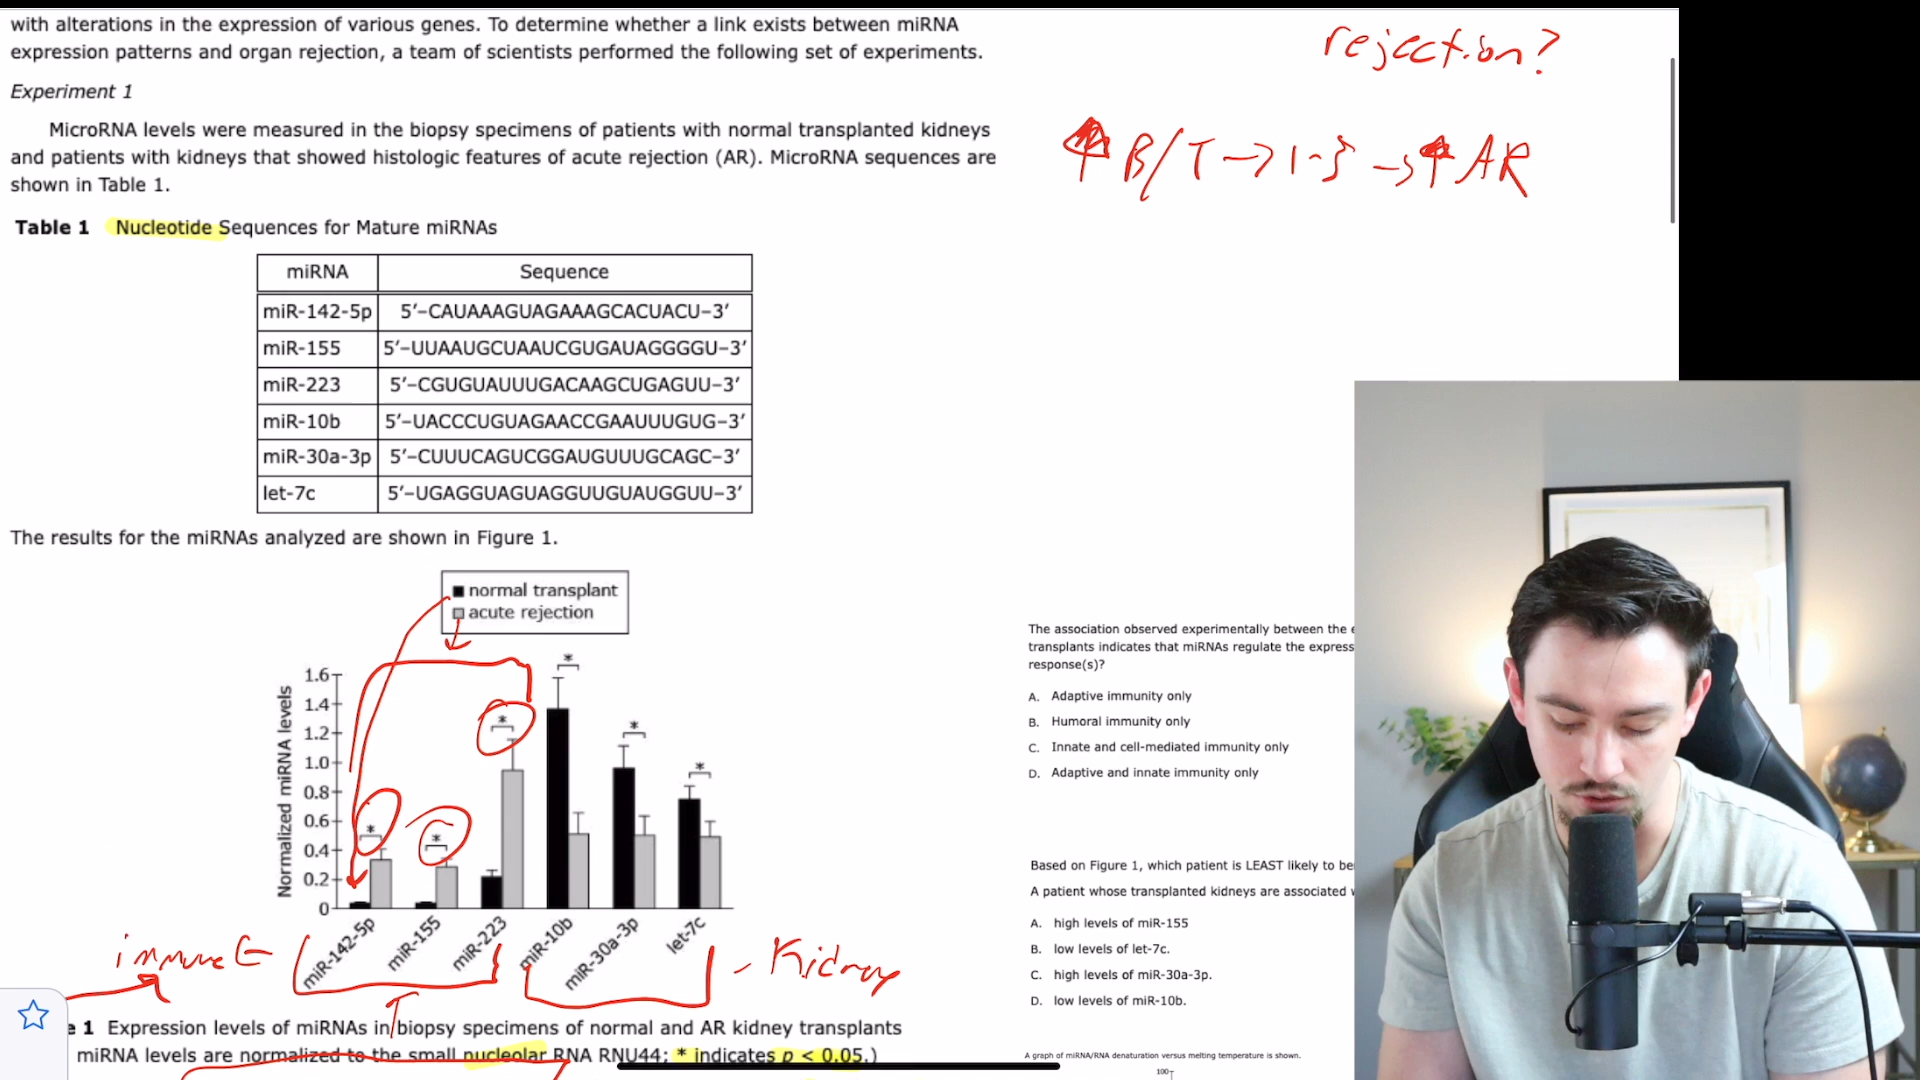 with alterations in the expression of various genes. To determine whether a link exists between miRNA
expression patterns and organ rejection, a team of scientists performed the following set of experiments.
rejection?
Experiment 1
MicroRNA levels were measured in the biopsy specimens of patients with normal transplanted kidneys
and patients with kidneys that showed histologic features of acute rejection (AR). MicroRNA sequences are
shown in Table 1.
↑ B/T → 1-3 → ↑ AR
Table 1 Nucleotide Sequences for Mature miRNAs
miRNA Sequence
miR-142-5p 5′–CAUAAAGUAGAAAGCACUACU–3′
miR-155 5′–UUAAUGCUAAUCGUGAUAGGGGU–3′
miR-223 5′–CGUGUAUUUGACAAGCUGAGUU–3′
miR-10b 5′–UACCCUGUAGAACCGAAUUUGUG–3′
miR-30a-3p 5′–CUUUCAGUCGGAUGUUUGCAGC–3′
let-7c 5′–UGAGGUAGUAGGUUGUAUGGUU–3′
The results for the miRNAs analyzed are shown in Figure 1.
normal transplant
acute rejection
Normalized miRNA levels
1.6
1.4
1.2
1.0
0.8
0.6
0.4
0.2
0
* * * * * *
miR-142-5p miR-155 miR-223 miR-10b miR-30a-3p let-7c
immune
- Kidney
e 1 Expression levels of miRNAs in biopsy specimens of normal and AR kidney transplants
miRNA levels are normalized to the small nucleolar RNA RNU44; * indicates p < 0.05.)
The association observed experimentally between the
transplants indicates that miRNAs regulate the express
response(s)?
A. Adaptive immunity only
B. Humoral immunity only
C. Innate and cell-mediated immunity only
D. Adaptive and innate immunity only
Based on Figure 1, which patient is LEAST likely to be
A patient whose transplanted kidneys are associated
A. high levels of miR-155
B. low levels of let-7c.
C. high levels of miR-30a-3p.
D. low levels of miR-10b.
A graph of miRNA/RNA denaturation versus melting temperature is shown.
100